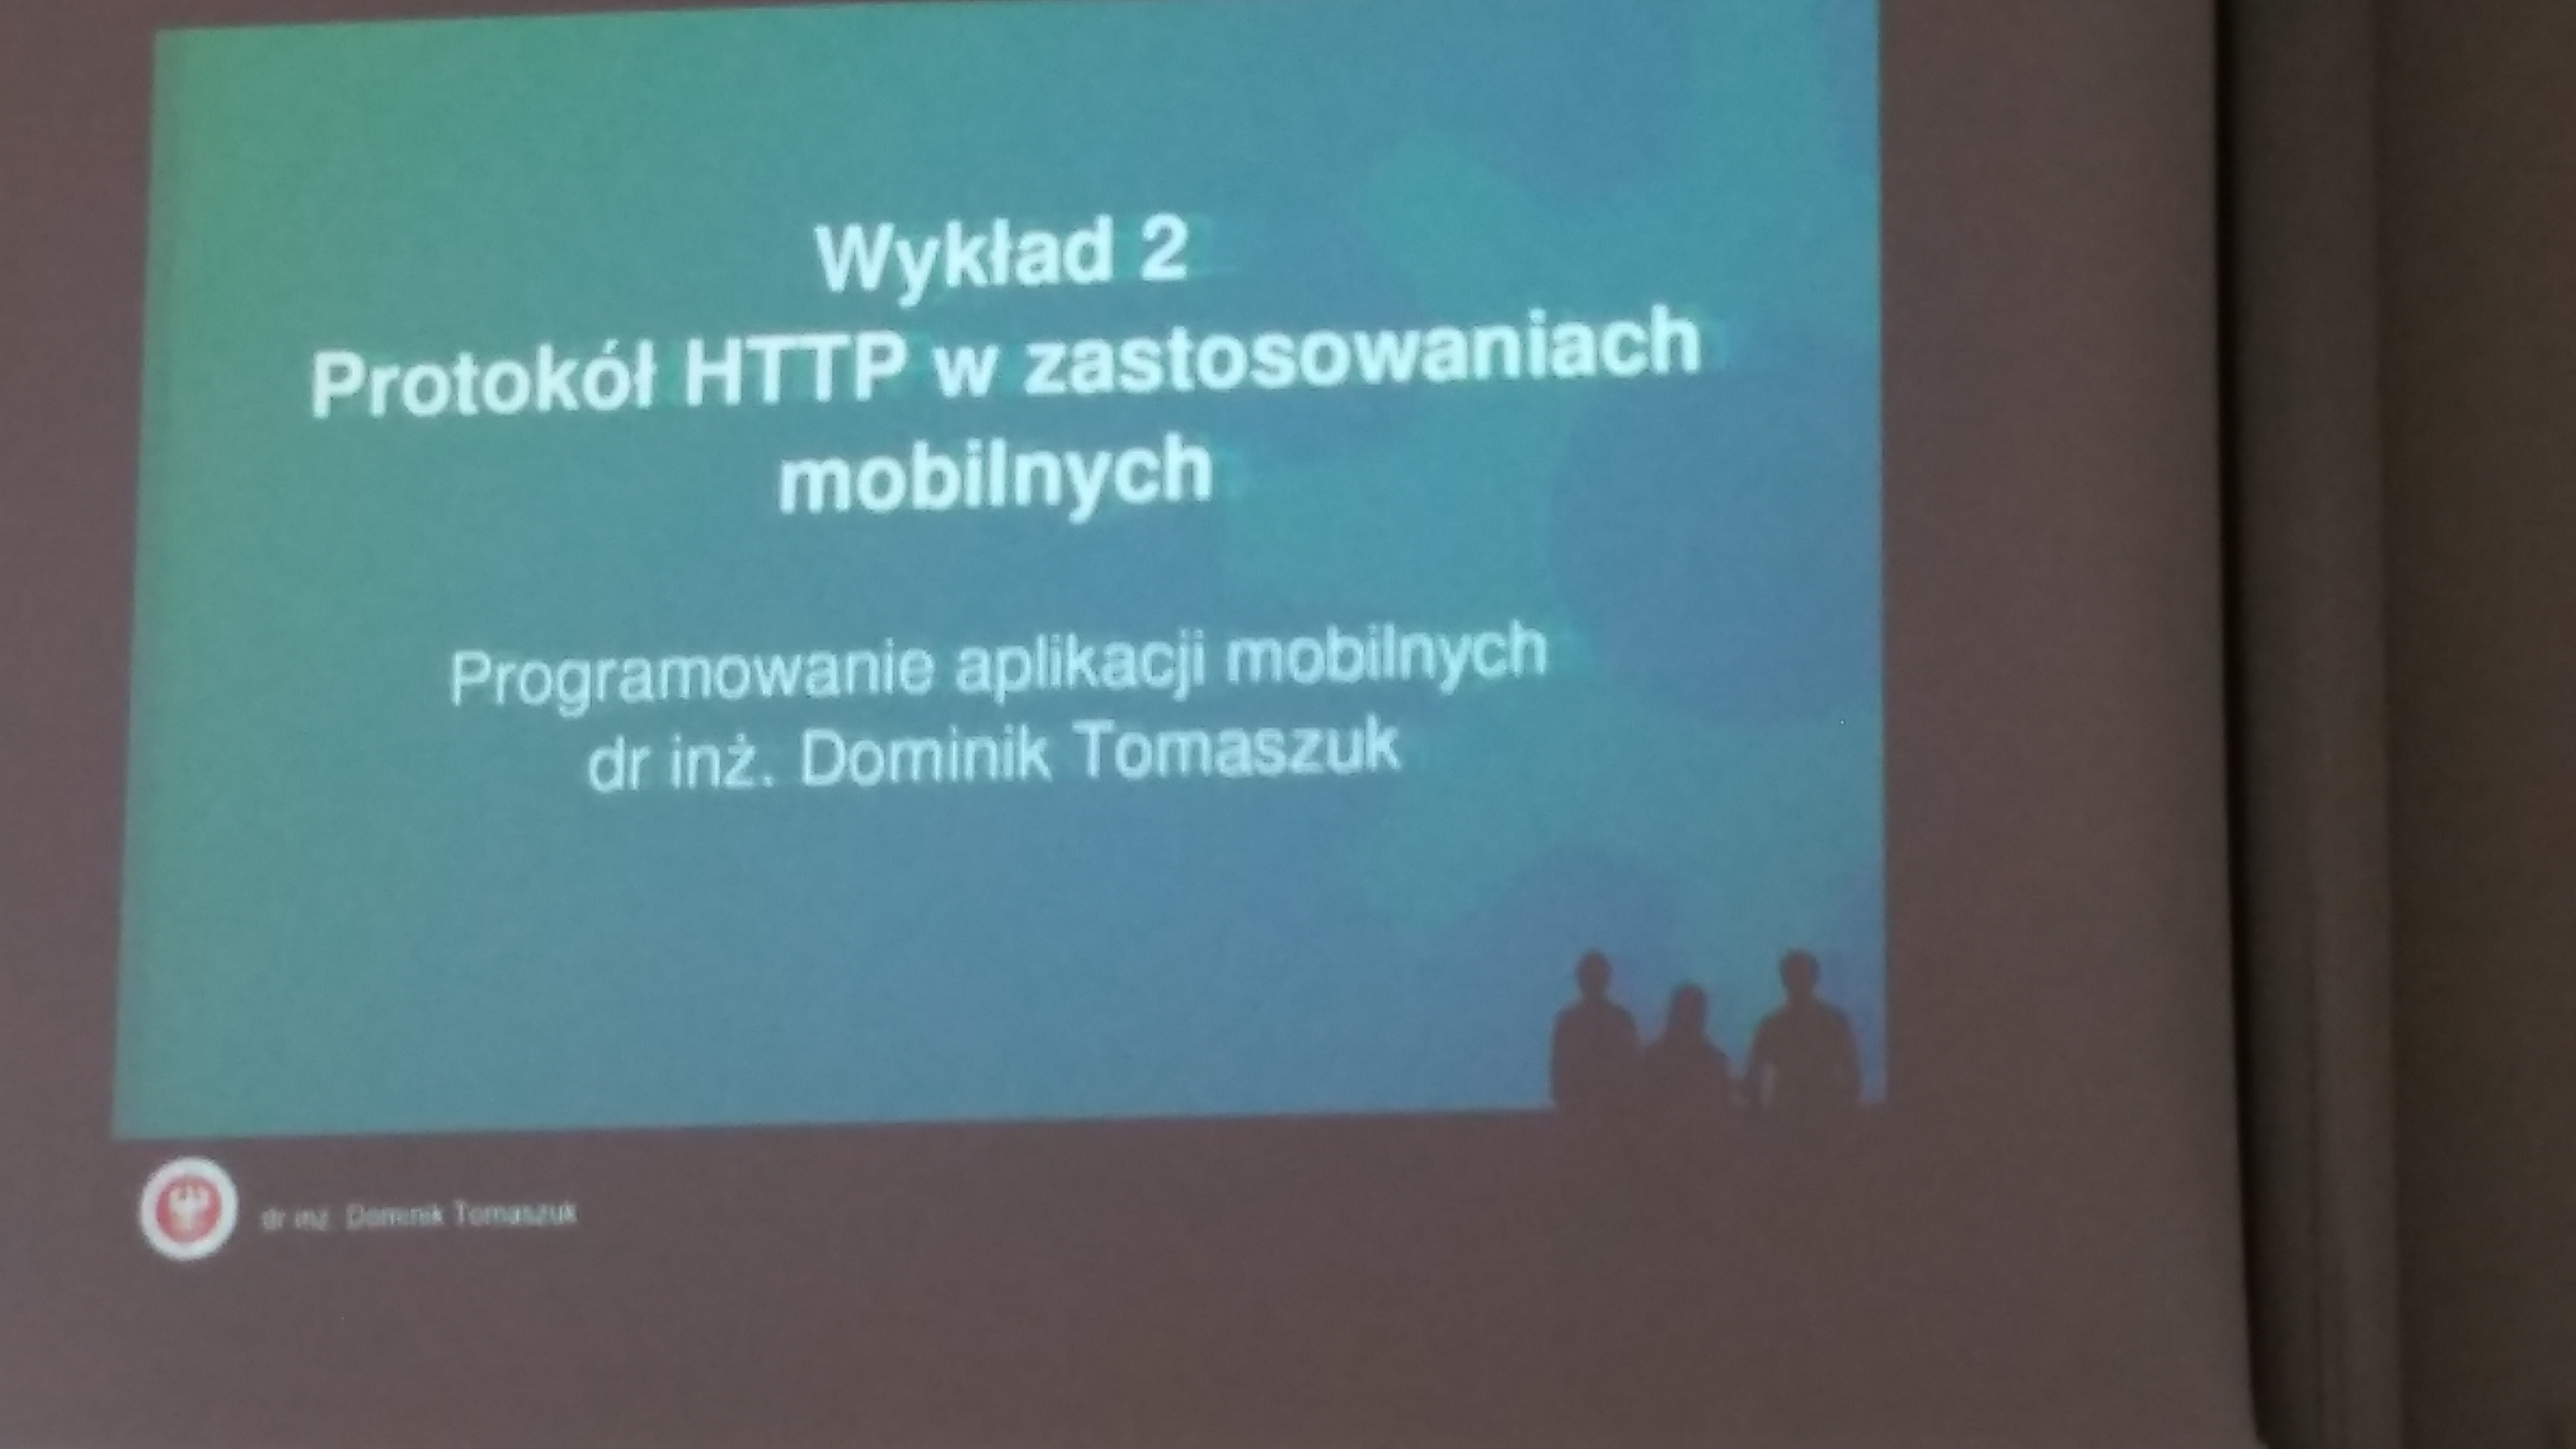 Wykład 2
Protokół HTTP w zastosowaniach
mobilnych
Programowanie aplikacji mobilnych
dr inż. Dominik Tomaszuk
dr inż. Dominik Tomaszuk